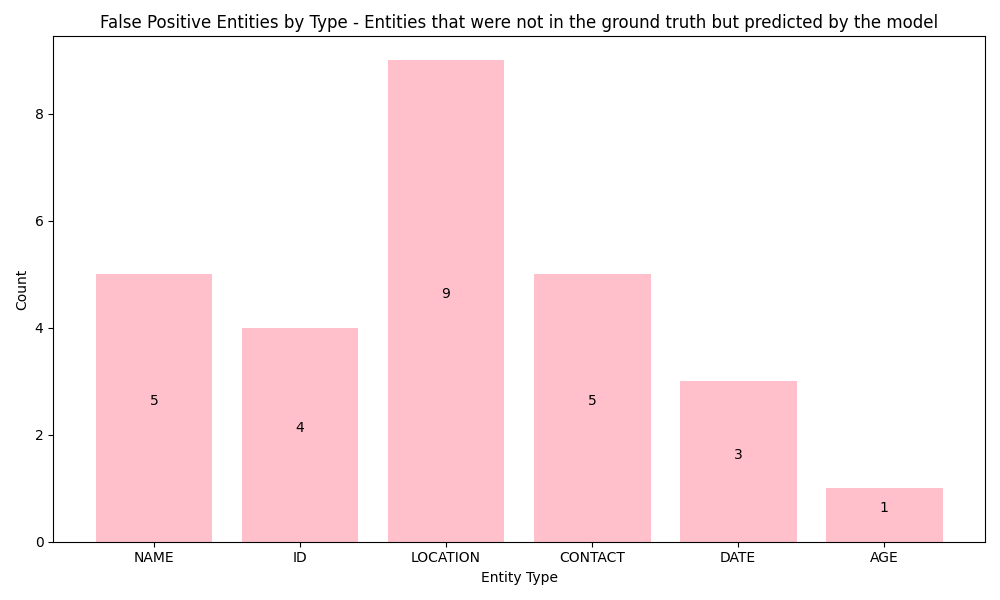 False Positive Entities by Type - Entities that were not in the ground truth but predicted by the model
Count
8
6
4
2
0
5
4
9
5
3
1
NAME ID LOCATION CONTACT DATE AGE
Entity Type